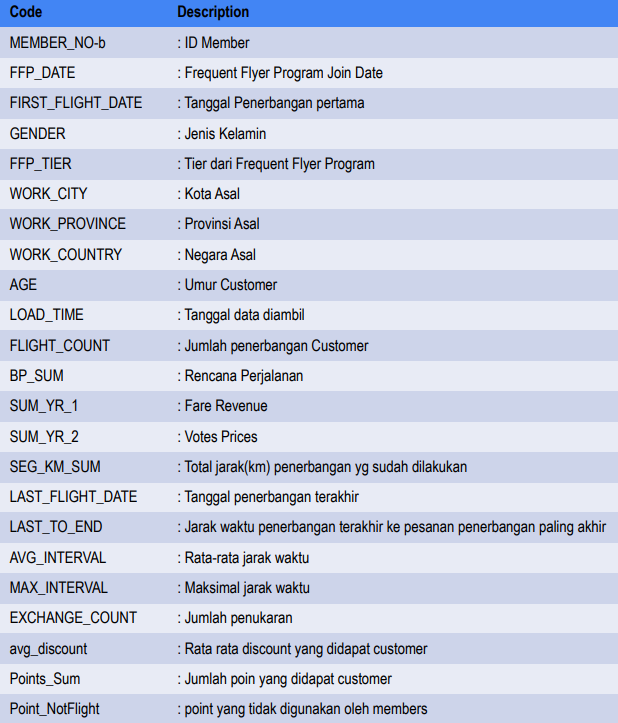 Code Description
MEMBER_NO-b : ID Member
FFP_DATE : Frequent Flyer Program Join Date
FIRST_FLIGHT_DATE : Tanggal Penerbangan pertama
GENDER : Jenis Kelamin
FFP_TIER : Tier dari Frequent Flyer Program
WORK_CITY : Kota Asal
WORK_PROVINCE : Provinsi Asal
WORK_COUNTRY : Negara Asal
AGE : Umur Customer
LOAD_TIME : Tanggal data diambil
FLIGHT_COUNT : Jumlah penerbangan Customer
BP_SUM : Rencana Perjalanan
SUM_YR_1 : Fare Revenue
SUM_YR_2 : Votes Prices
SEG_KM_SUM : Total jarak(km) penerbangan yg sudah dilakukan
LAST_FLIGHT_DATE : Tanggal penerbangan terakhir
LAST_TO_END : Jarak waktu penerbangan terakhir ke pesanan penerbangan paling akhir
AVG_INTERVAL : Rata-rata jarak waktu
MAX_INTERVAL : Maksimal jarak waktu
EXCHANGE_COUNT : Jumlah penukaran
avg_discount : Rata rata discount yang didapat customer
Points_Sum : Jumlah poin yang didapat customer
Point_NotFlight : point yang tidak digunakan oleh members